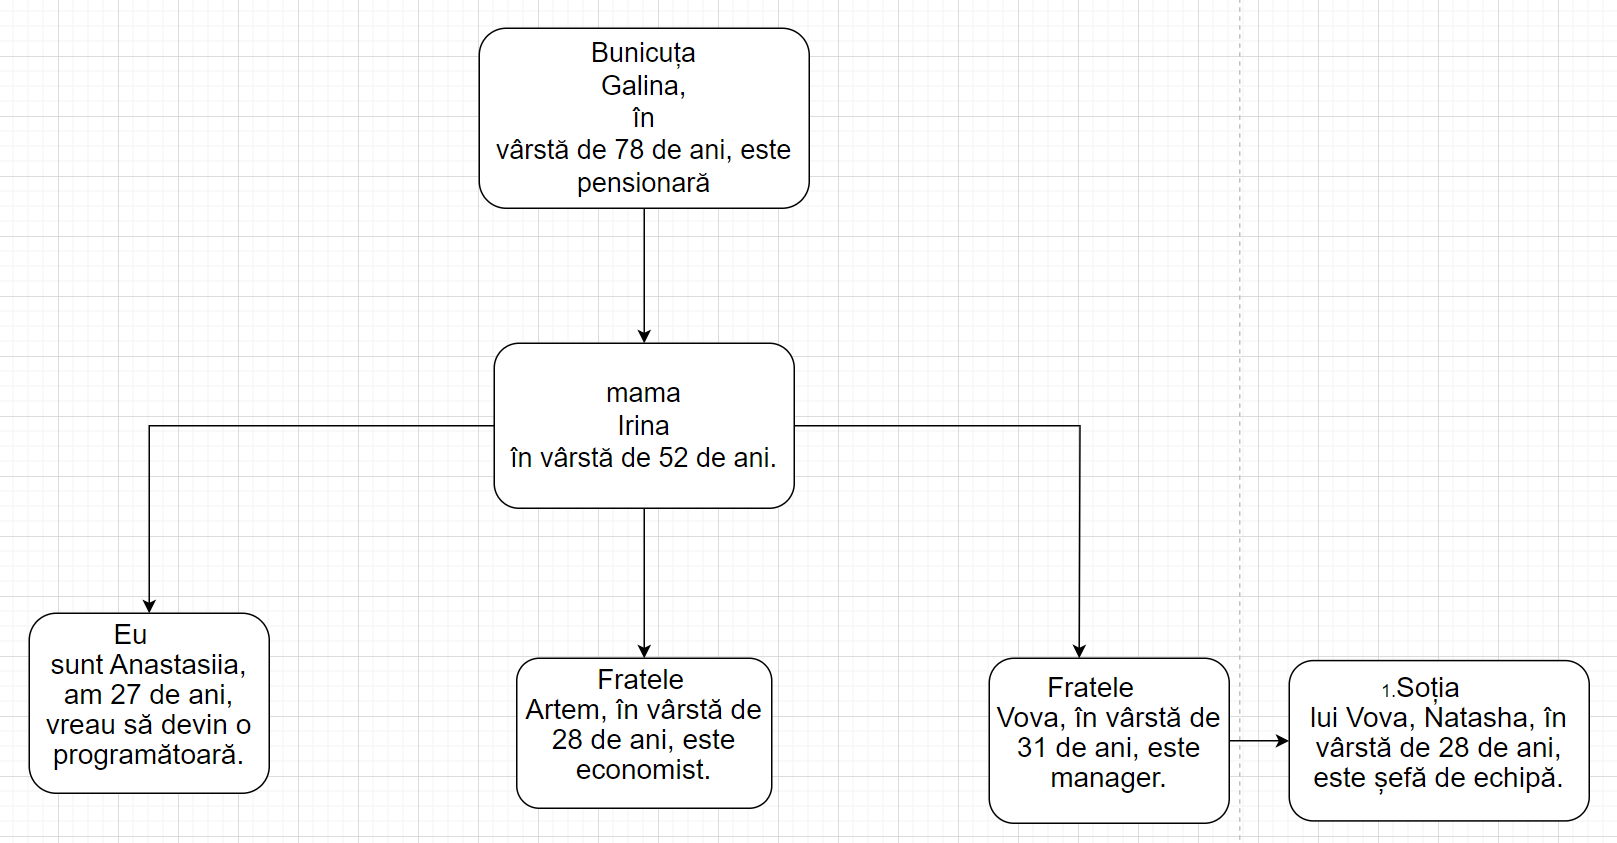 Bunicuța
Galina,
în
vârstă de 78 de ani, este
pensionară
mama
Irina
în vârstă de 52 de ani.
Eu
sunt Anastasiia,
am 27 de ani,
vreau să devin o
programătoară.
Fratele
Artem, în vârstă de
28 de ani, este
economist.
Fratele
Vova, în vârstă de
31 de ani, este
manager.
1.Soția
lui Vova, Natasha, în
vârstă de 28 de ani,
este șefă de echipă.